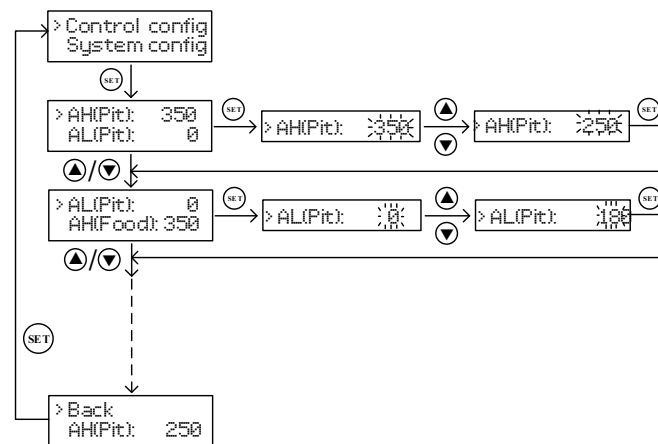 >Control config
System config
SET
>AH(Pit): 350
AL(Pit): 0
SET
>AH(Pit): 350
>AH(Pit): 250
SET
/
>AL(Pit): 0
AH(Food): 350
SET
>AL(Pit): 0
>AL(Pit): 180
SET
/
SET
>Back
AH(Pit): 250